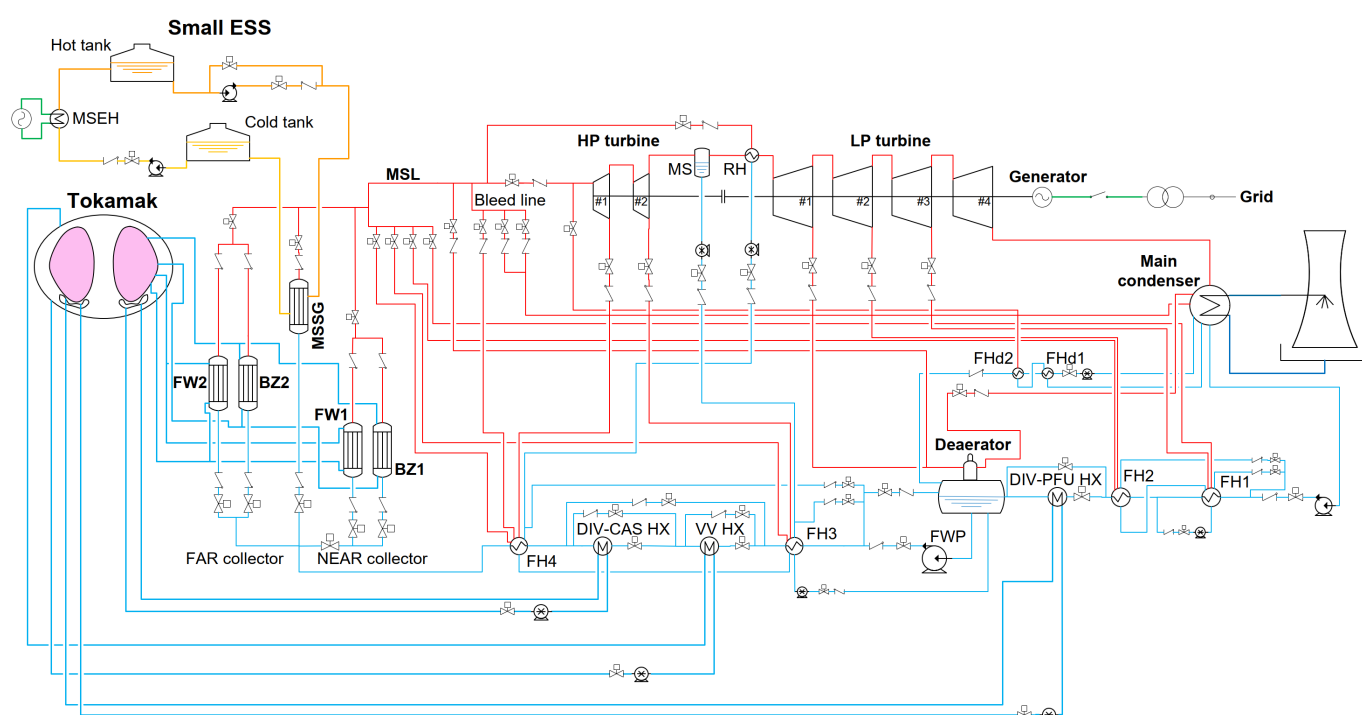 Small ESS
Hot tank
MSEH
Cold tank
HP turbine
LP turbine
MSL
MS
RH
Bleed line
#1
#2
#1
#2
#3
#4
Generator
Grid
Tokamak
Main
condenser
MSSG
FW2
BZ2
FHd2
FHd1
FW1
BZ1
Deaerator
DIV-PFU HX
FH2
FH1
DIV-CAS HX
VV HX
FH3
FWP
FAR collector
NEAR collector
FH4